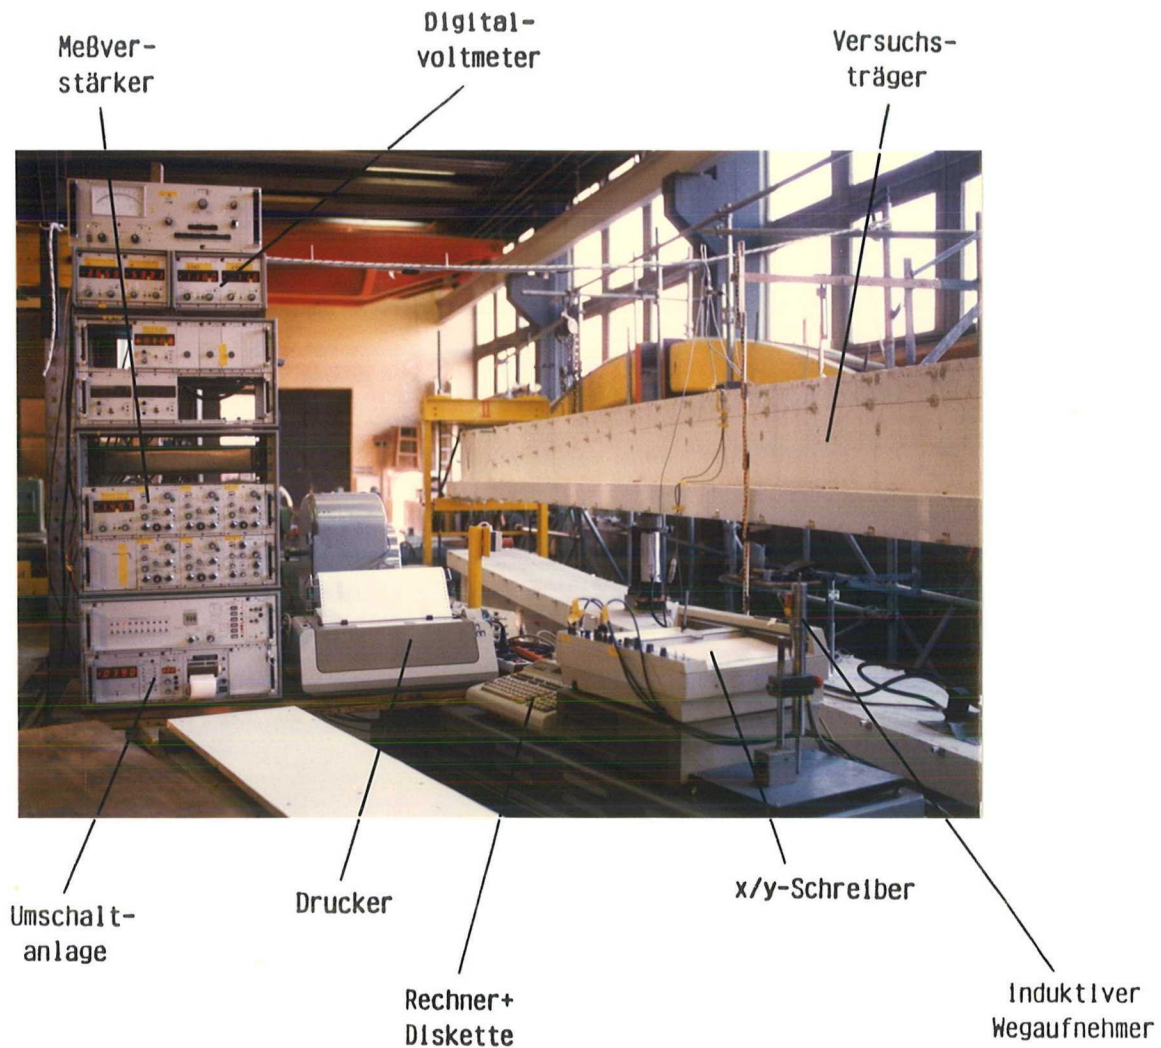 Meßver-
stärker
Digital-
voltmeter
Versuchs-
träger
Umschalt-
anlage
Drucker
Rechner+
Diskette
x/y-Schreiber
Induktiver
Wegaufnehmer